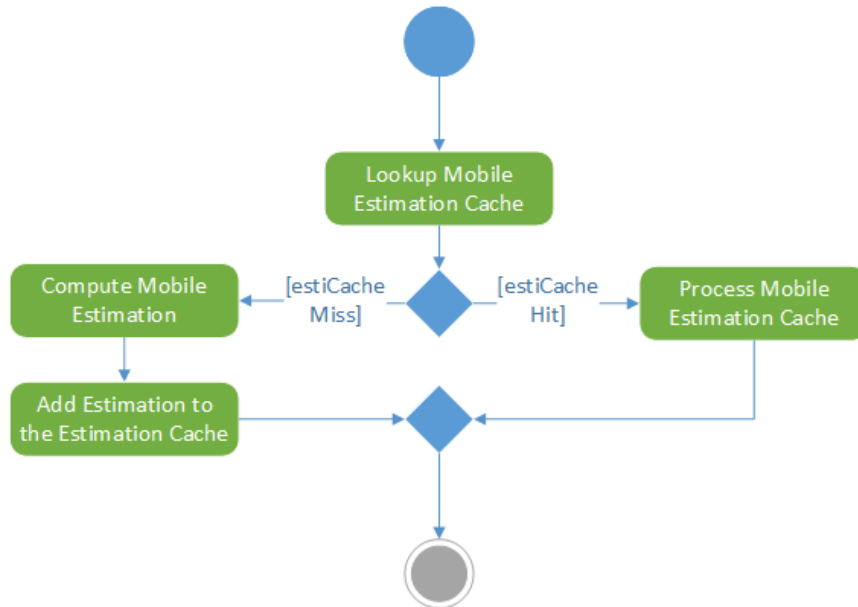 Lookup Mobile
Estimation Cache
Compute Mobile
Estimation
[estiCache
Miss]
[estiCache
Hit]
Process Mobile
Estimation Cache
Add Estimation to
the Estimation Cache